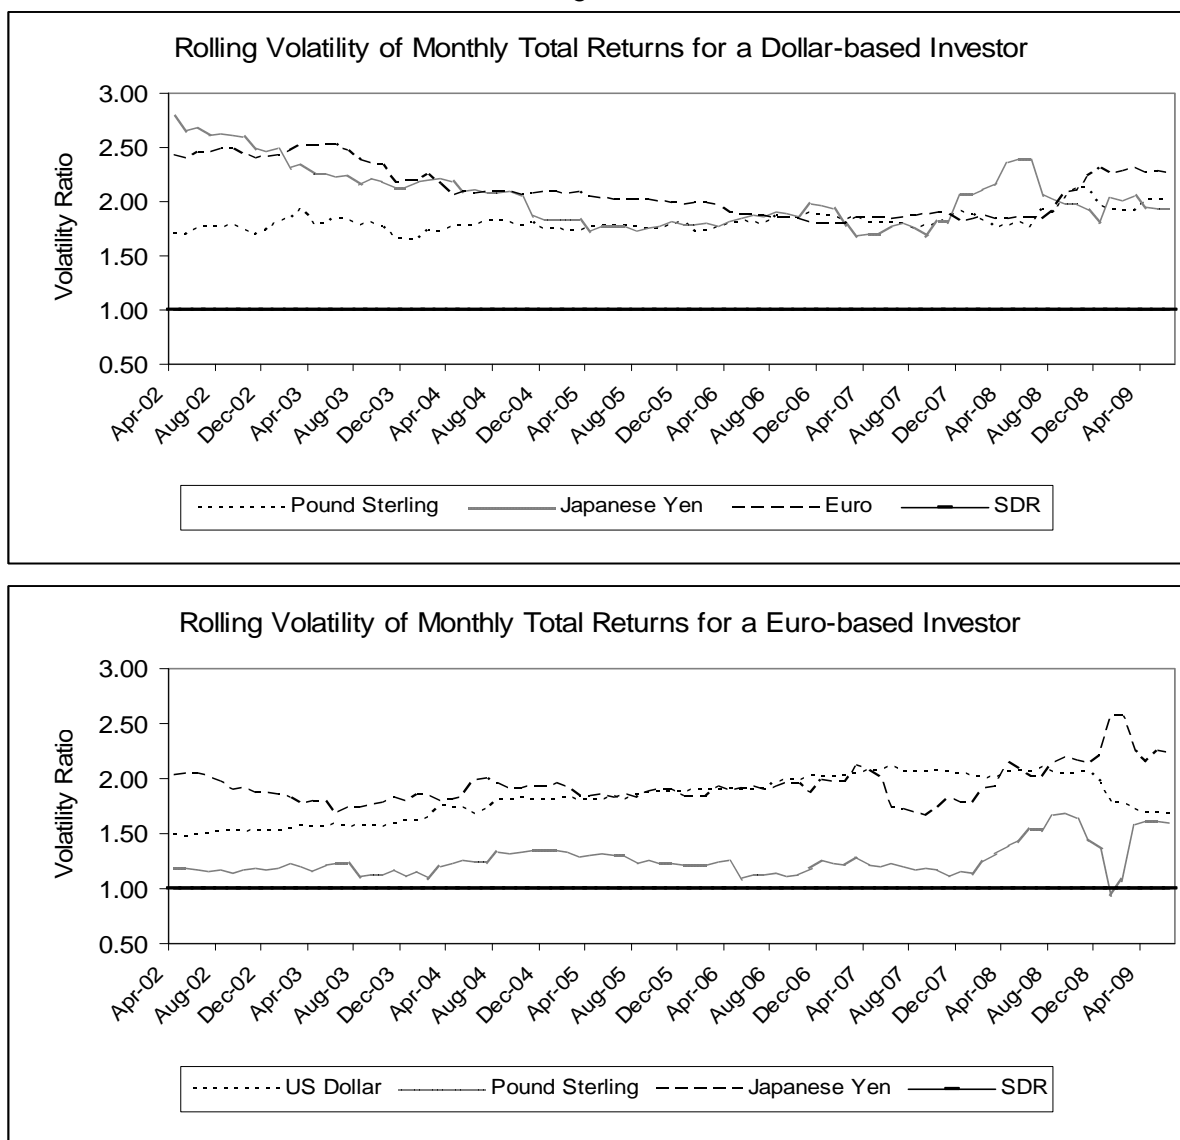 Rolling Volatility of Monthly Total Returns for a Dollar-based Investor
Volatility Ratio
3.00
2.50
2.00
1.50
1.00
0.50
Apr-02 Aug-02 Dec-02 Apr-03 Aug-03 Dec-03 Apr-04 Aug-04 Dec-04 Apr-05 Aug-05 Dec-05 Apr-06 Aug-06 Dec-06 Apr-07 Aug-07 Dec-07 Apr-08 Aug-08 Dec-08 Apr-09
Pound Sterling Japanese Yen Euro SDR
Rolling Volatility of Monthly Total Returns for a Euro-based Investor
Volatility Ratio
3.00
2.50
2.00
1.50
1.00
0.50
Apr-02 Aug-02 Dec-02 Apr-03 Aug-03 Dec-03 Apr-04 Aug-04 Dec-04 Apr-05 Aug-05 Dec-05 Apr-06 Aug-06 Dec-06 Apr-07 Aug-07 Dec-07 Apr-08 Aug-08 Dec-08 Apr-09
US Dollar Pound Sterling Japanese Yen SDR